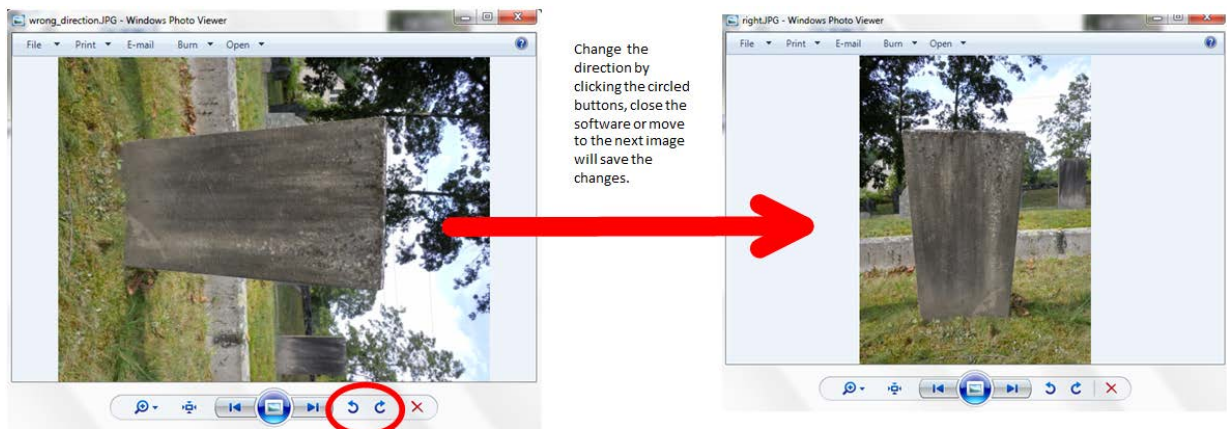 wrong_direction.JPG - Windows Photo Viewer
File Print E-mail Burn Open
Change the
direction by
clicking the circled
buttons, close the
software or move
to the next image
will save the
changes.
right.JPG - Windows Photo Viewer
File Print E-mail Burn Open